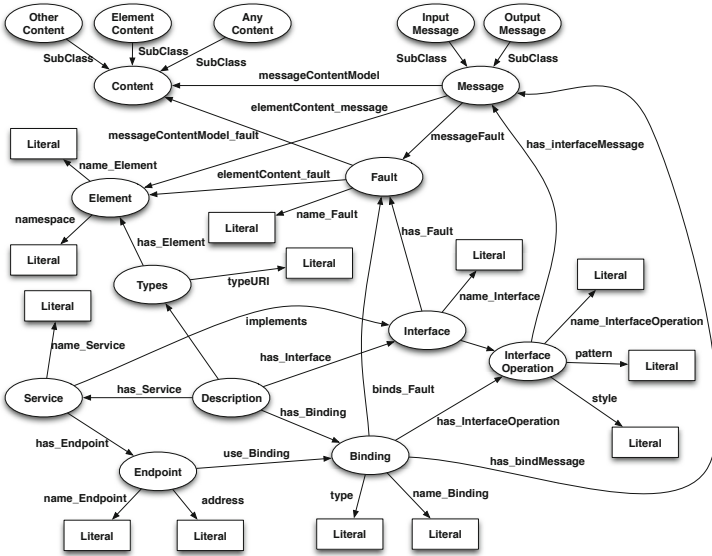 Other
Content
Element
Content
Any
Content
Input
Message
Output
Message
SubClass
SubClass
SubClass
SubClass
SubClass
Content
messageContentModel
Message
elementContent_message
messageContentModel_fault
messageFault
has_interfaceMessage
Literal
name_Element
elementContent_fault
Fault
Element
namespace
name_Fault
Literal
has_Element
has_Fault
Literal
Literal
Types
typeURI
Literal
Literal
name_Interface
Literal
name_Service
implements
Interface
name_InterfaceOperation
has_Interface
Interface
Operation
pattern
Literal
Service
has_Service
Description
binds_Fault
style
has_Binding
has_InterfaceOperation
Literal
has_Endpoint
use_Binding
Binding
has_bindMessage
Endpoint
name_Endpoint
address
type
name_Binding
Literal
Literal
Literal
Literal